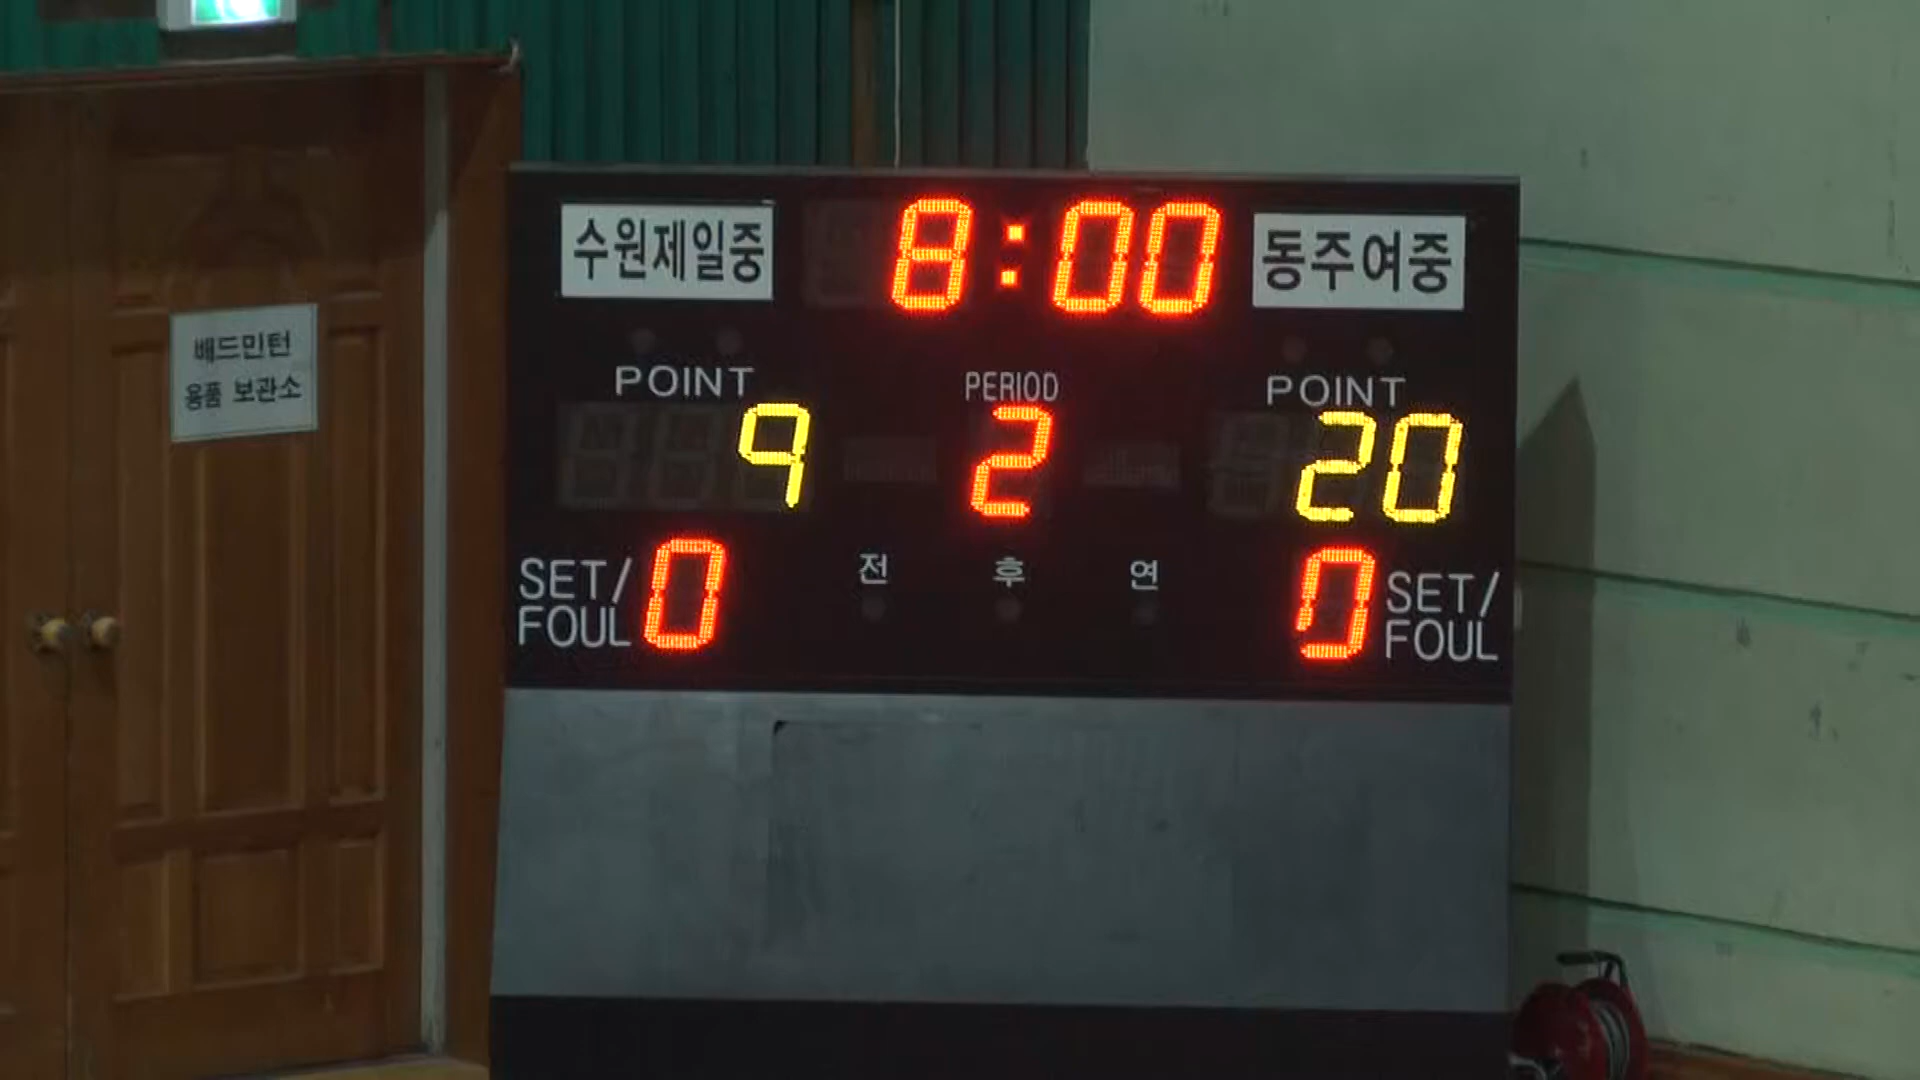 수원제일중
8:00
동주여중
배드민턴
용품 보관소
POINT
PERIOD
POINT
9
2
20
SET/
FOUL
0
전
후
연
0
SET/
FOUL